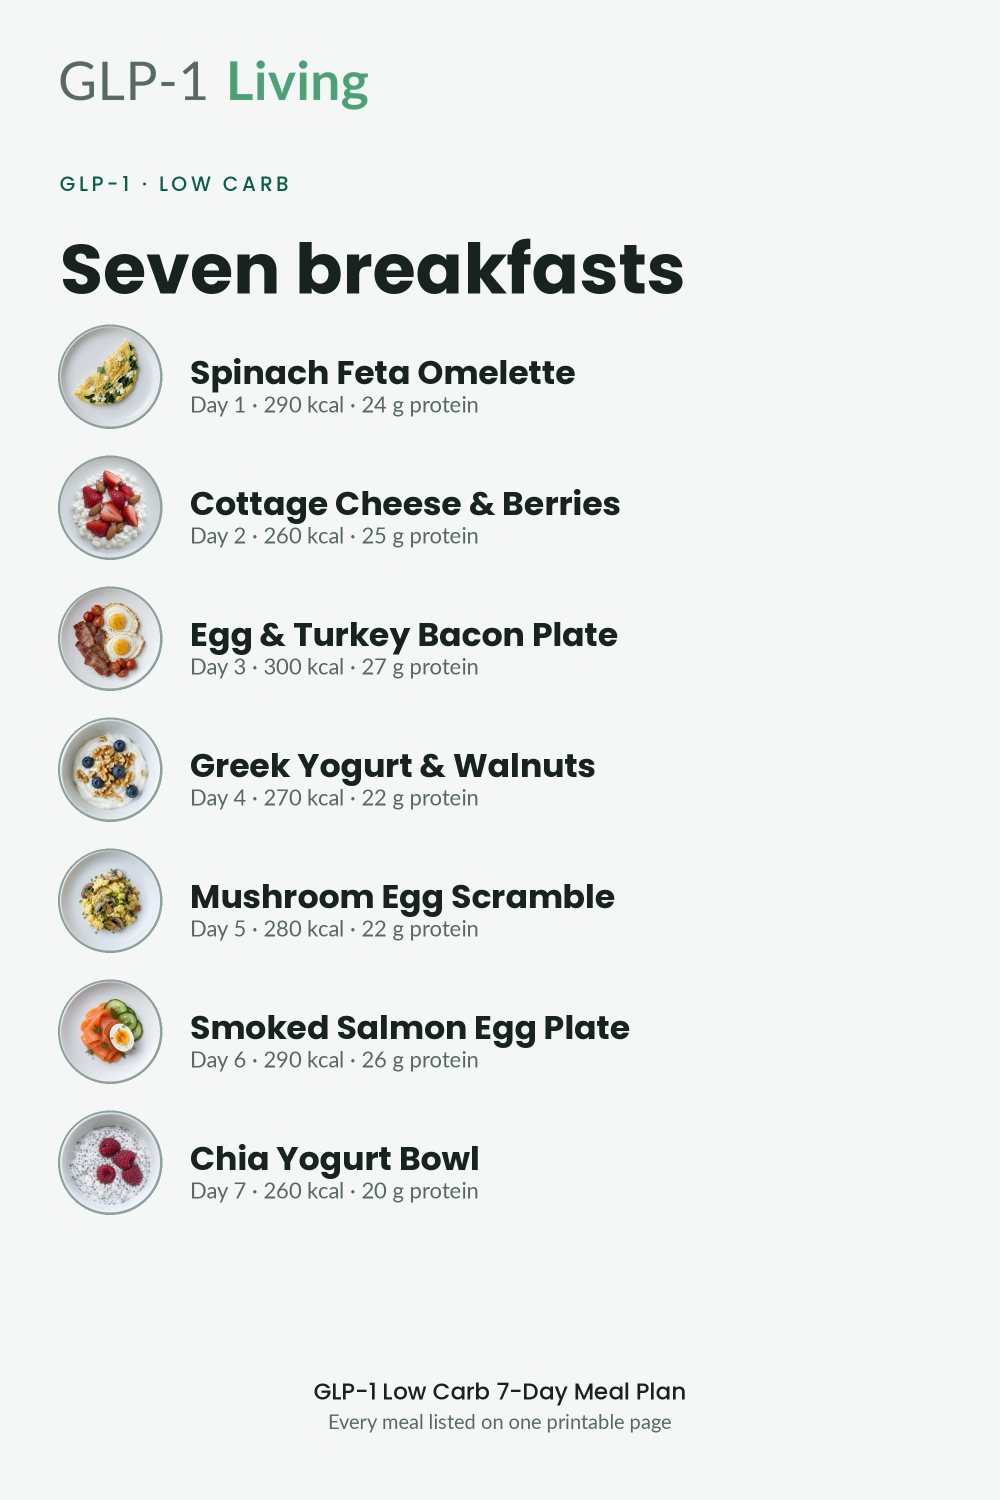 GLP-1 Living
GLP-1 · LOW CARB
Seven breakfasts
Spinach Feta Omelette
Day 1 · 290 kcal · 24 g protein
Cottage Cheese & Berries
Day 2 · 260 kcal · 25 g protein
Egg & Turkey Bacon Plate
Day 3 · 300 kcal · 27 g protein
Greek Yogurt & Walnuts
Day 4 · 270 kcal · 22 g protein
Mushroom Egg Scramble
Day 5 · 280 kcal · 22 g protein
Smoked Salmon Egg Plate
Day 6 · 290 kcal · 26 g protein
Chia Yogurt Bowl
Day 7 · 260 kcal · 20 g protein
GLP-1 Low Carb 7-Day Meal Plan
Every meal listed on one printable page